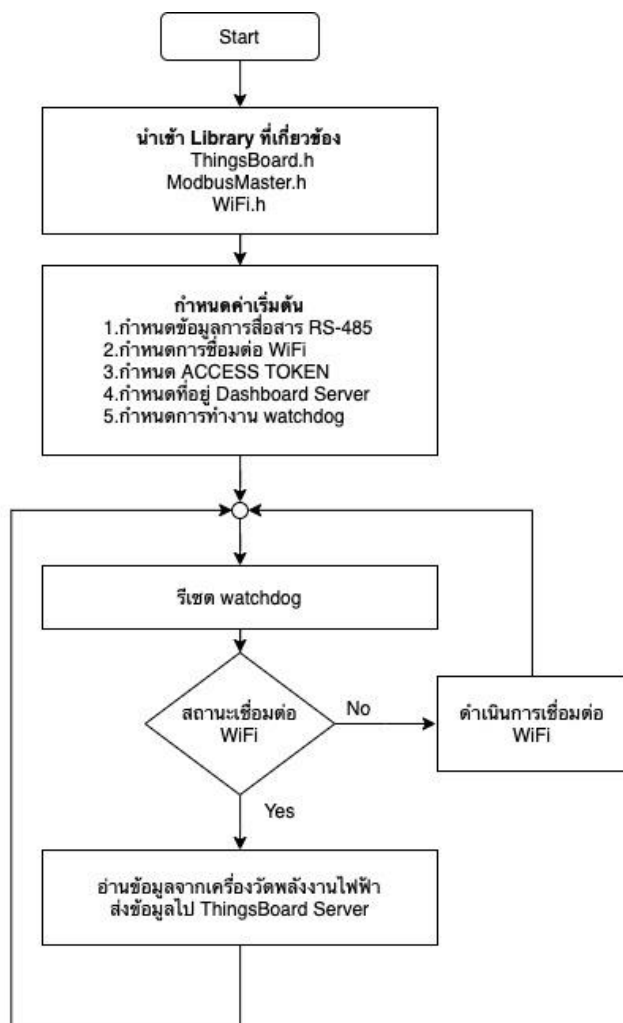 Start
นำเข้า Library ที่เกี่ยวข้อง
ThingsBoard.h
ModbusMaster.h
WiFi.h
กำหนดค่าเริ่มต้น
1.กำหนดข้อมูลการสื่อสาร RS-485
2.กำหนดการชื่อมต่อ WiFi
3.กำหนด ACCESS TOKEN
4.กำหนดที่อยู่ Dashboard Server
5.กำหนดการทำงาน watchdog
รีเซต watchdog
สถานะเชื่อมต่อ
WiFi
No
ดำเนินการเชื่อมต่อ
WiFi
Yes
อ่านข้อมูลจากเครื่องวัดพลังงานไฟฟ้า
ส่งข้อมูลไป ThingsBoard Server